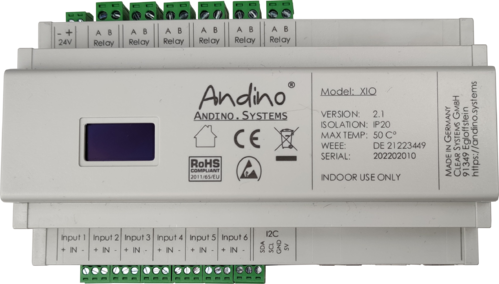 - +
24V
A B
Relay
A B
Relay
A B
Relay
A B
Relay
A B
Relay
A B
Relay
Andino®
ANDINO.SYSTEMS
CE
RoHS
COMPLIANT
2011/65/EU
Model: XIO
VERSION: 2.1
ISOLATION: IP20
MAX TEMP: 50 C°
WEEE: DE 21223449
SERIAL: 202202010
INDOOR USE ONLY
MADE IN GERMANY
CLEAR SYSTEMS GMBH
91349 Egloffstein
https://andino.systems
Input 1 Input 2 Input 3 Input 4 Input 5 Input 6 I2C
+ IN - + IN - + IN - + IN - + IN - + IN -
SDA
SCL
GND
5V